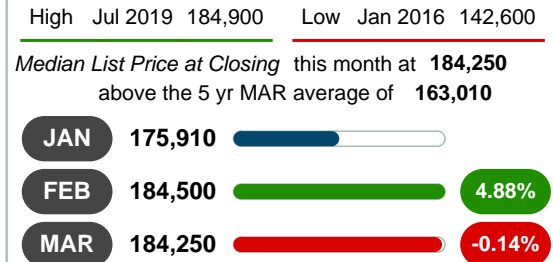 High Jul 2019 184,900 Low Jan 2016 142,600
Median List Price at Closing this month at 184,250
above the 5 yr MAR average of 163,010
JAN 175,910
FEB 184,500 4.88%
MAR 184,250 -0.14%